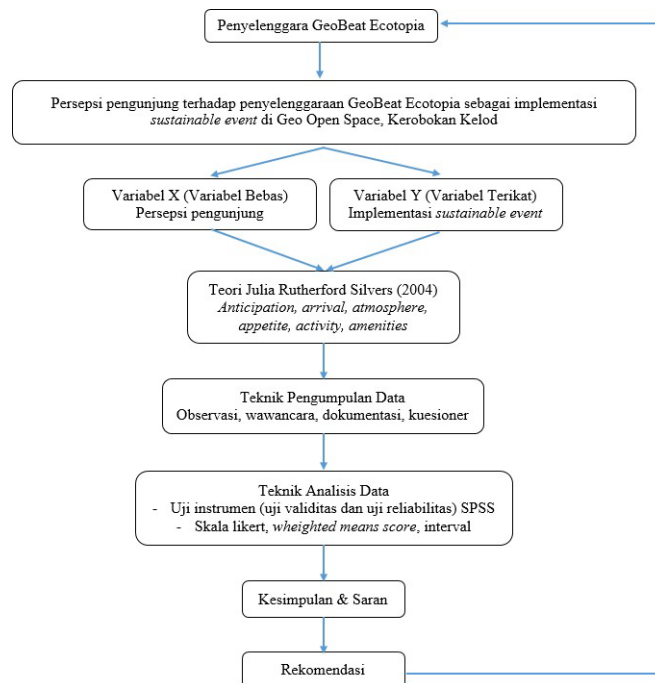 Penyelenggara GeoBeat Ecotopia
Persepsi pengunjung terhadap penyelenggaraan GeoBeat Ecotopia sebagai implementasi
sustainable event di Geo Open Space, Kerobokan Kelod
Variabel X (Variabel Bebas)
Persepsi pengunjung
Variabel Y (Variabel Terikat)
Implementasi sustainable event
Teori Julia Rutherford Silvers (2004)
Anticipation, arrival, atmosphere,
appetite, activity, amenities
Teknik Pengumpulan Data
Observasi, wawancara, dokumentasi, kuesioner
Teknik Analisis Data
- Uji instrumen (uji validitas dan uji reliabilitas) SPSS
- Skala likert, wheighted means score, interval
Kesimpulan & Saran
Rekomendasi